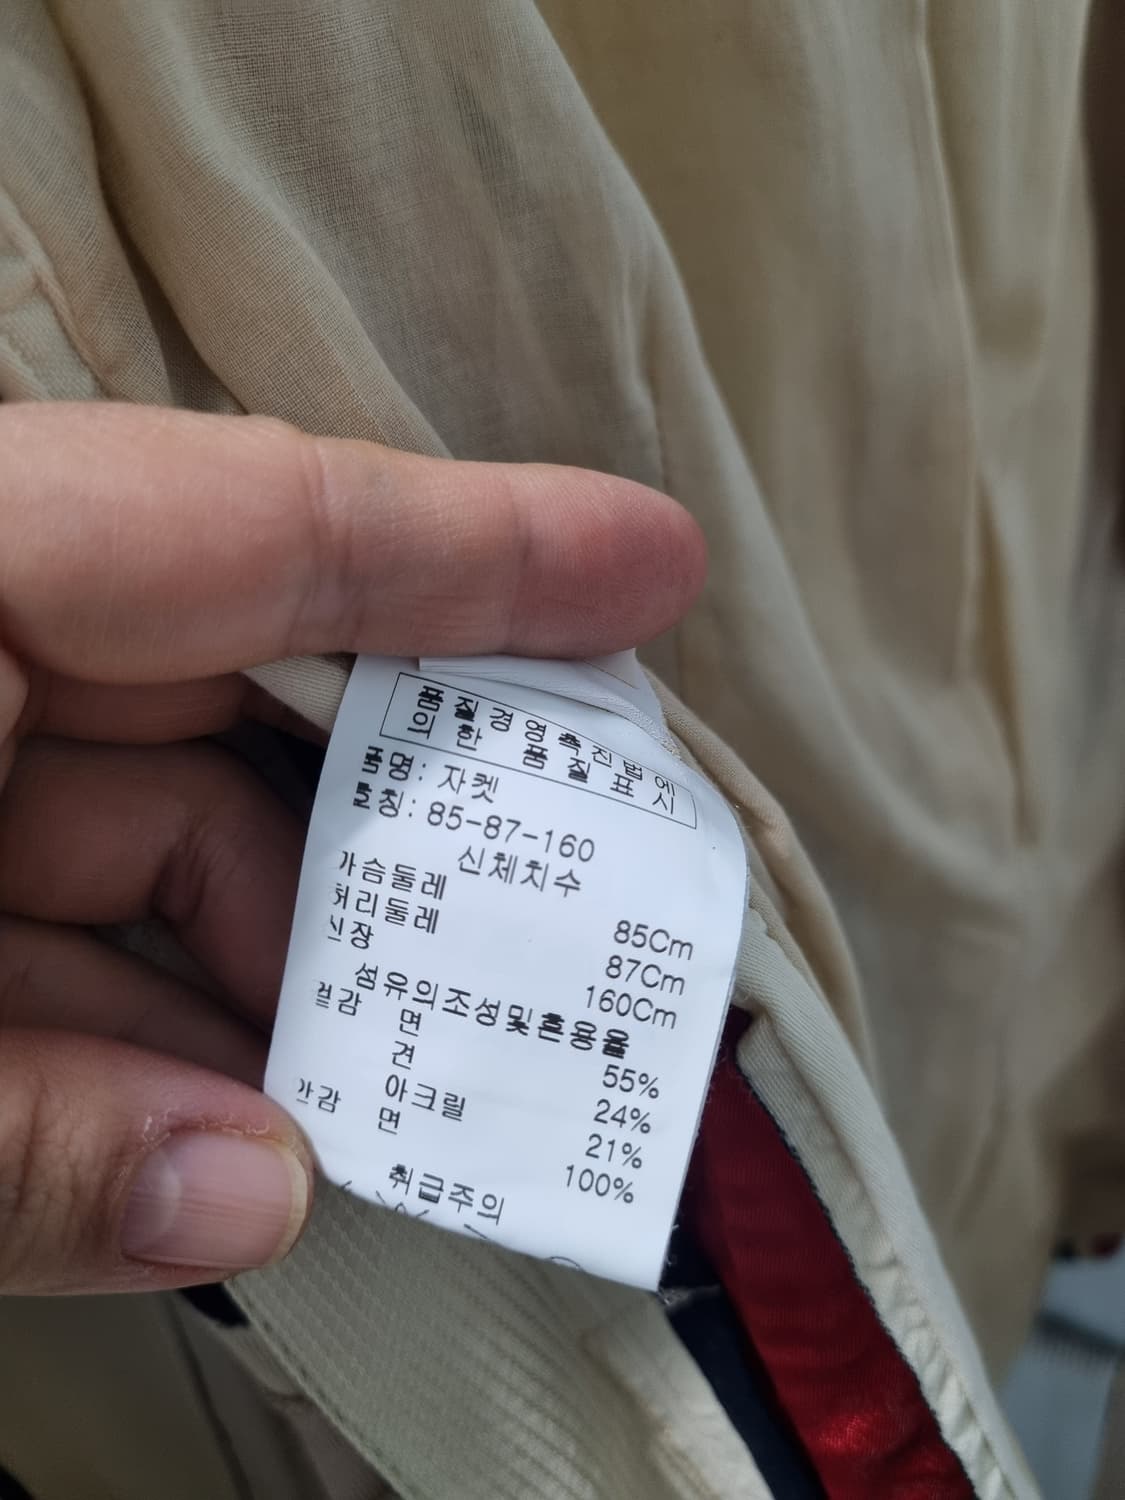 품질경영촉진법에
의한 품질표시
품명: 자켓
호칭: 85-87-160
신체치수
가슴둘레 85Cm
허리둘레 87Cm
신장 160Cm
섬유의조성및혼용율
겉감 면 55%
견 24%
아크릴 21%
안감 면 100%
취급주의